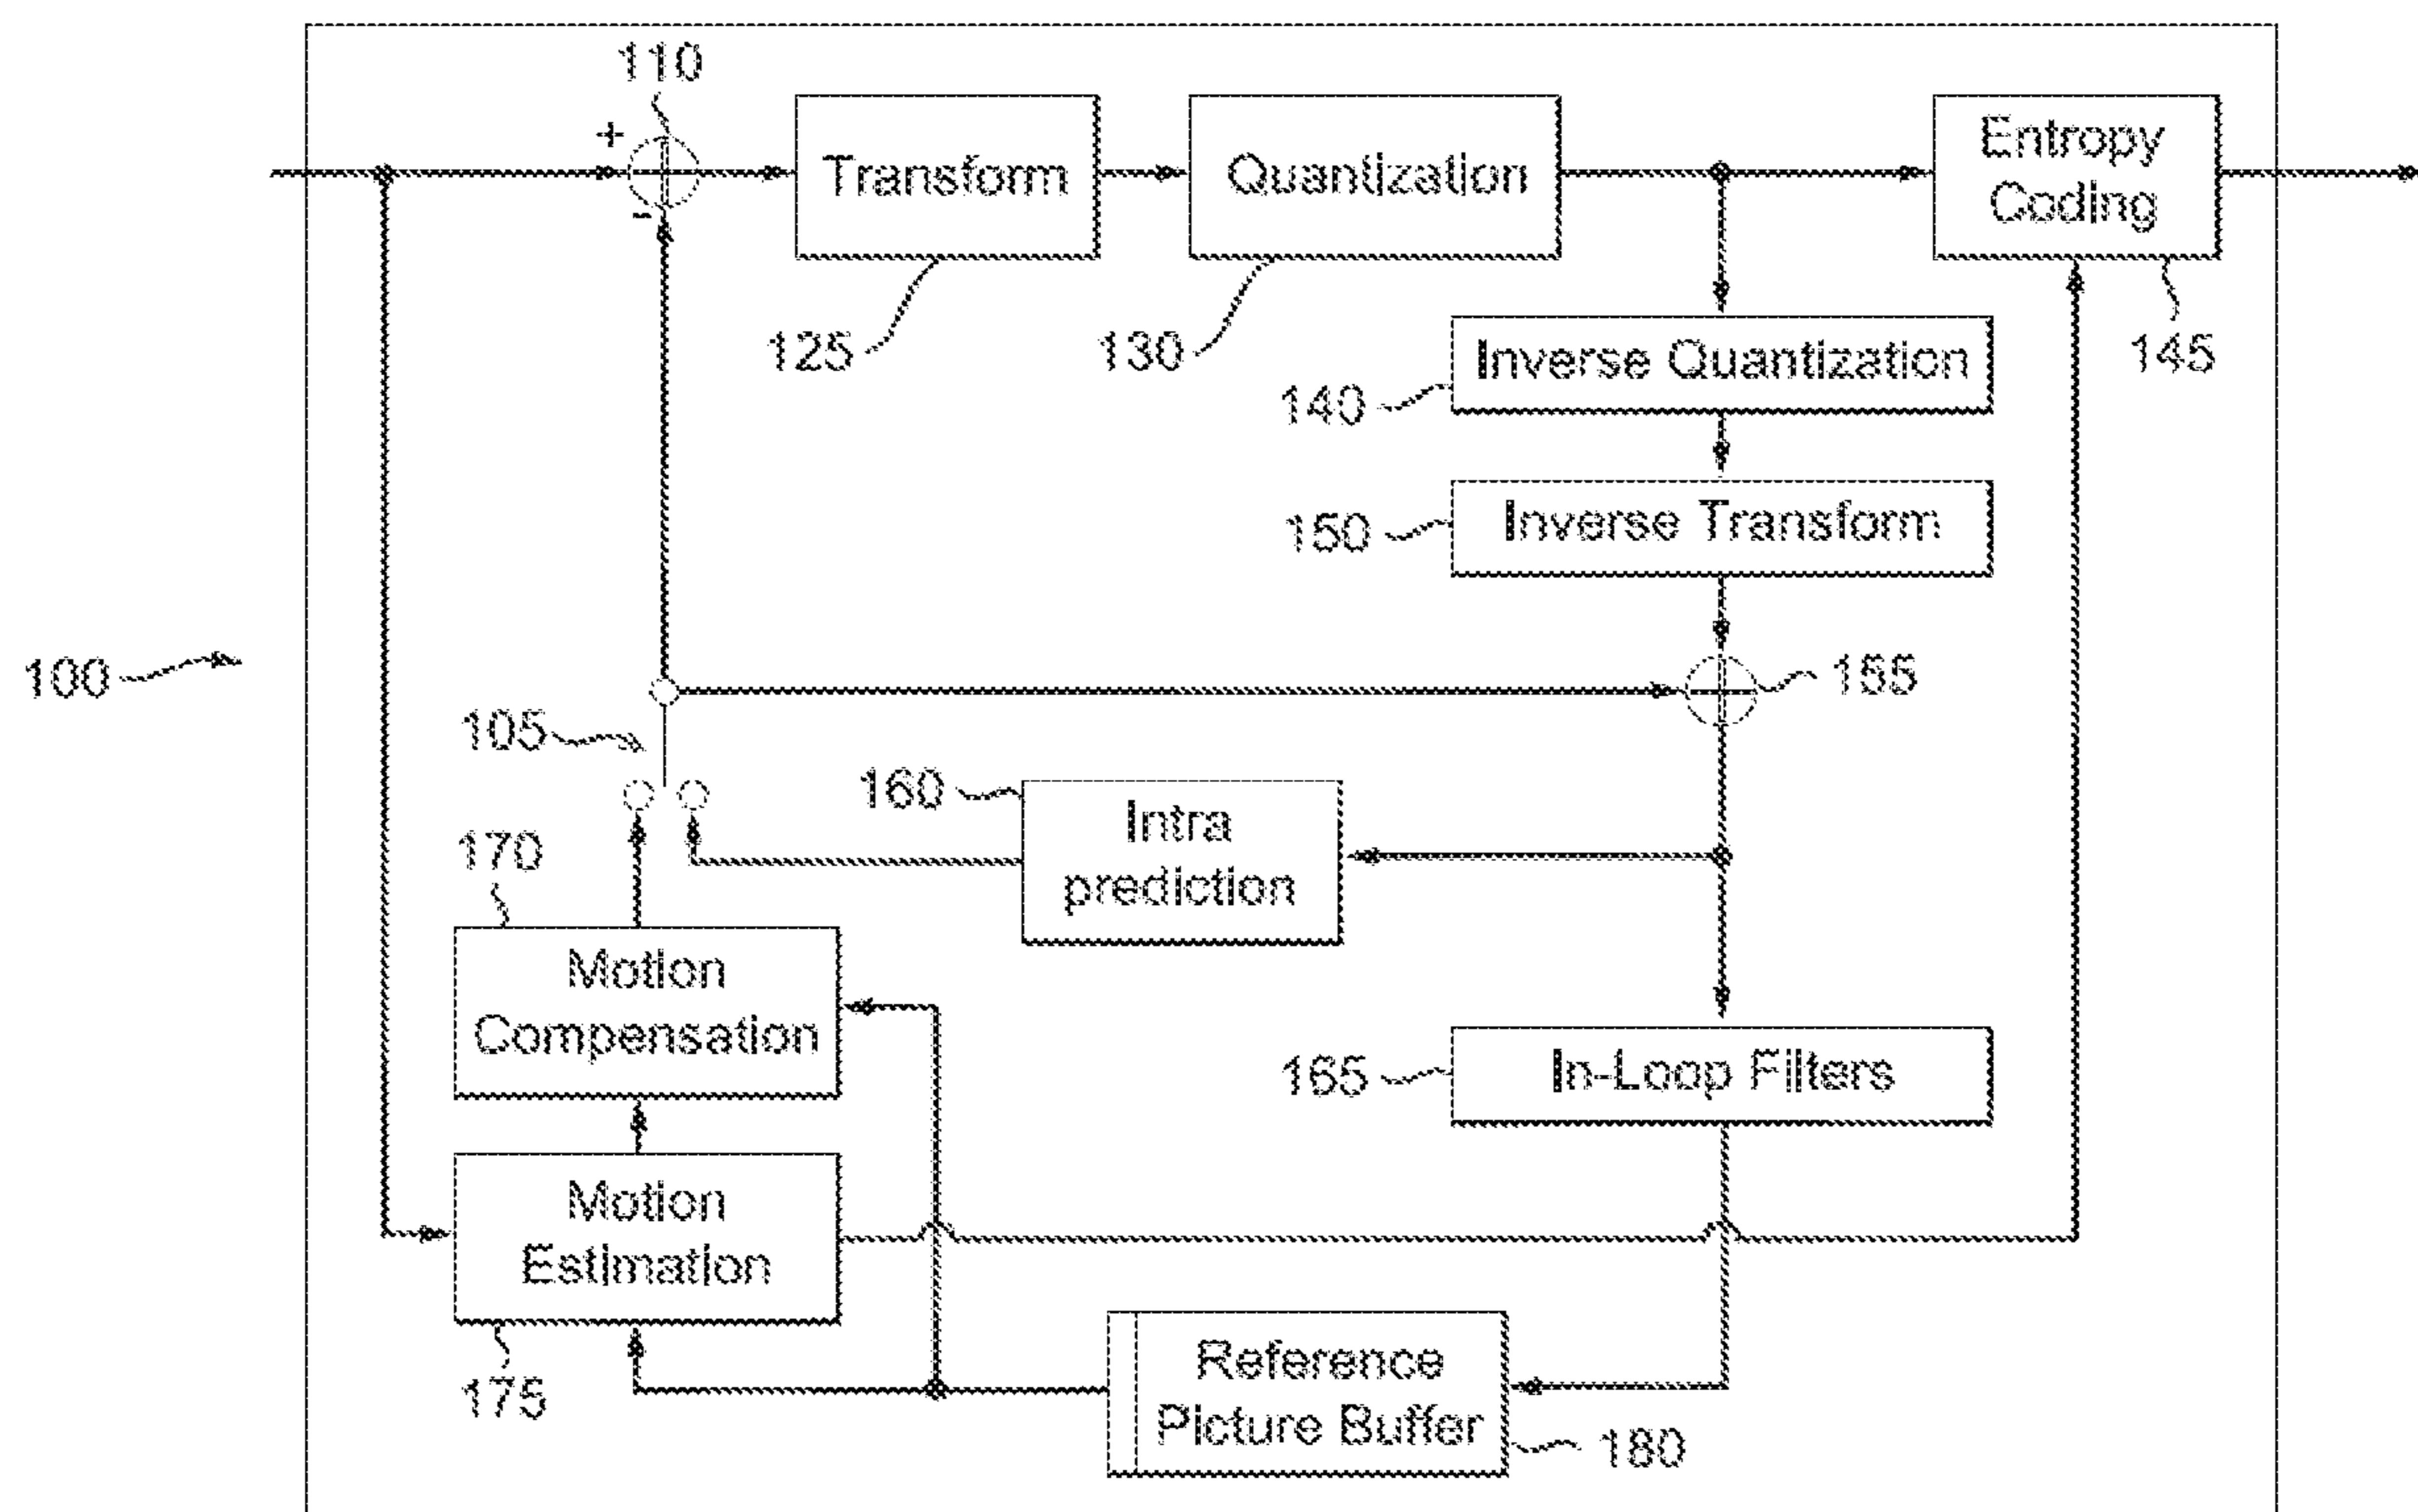 110
+
-
Transform
Quantization
Entropy
Coding
125
130
145
Inverse Quantization
140
Inverse Transform
150
100
155
105
160
Intra
prediction
170
Motion
Compensation
In-Loop Filters
165
Motion
Estimation
175
Reference
Picture Buffer
180